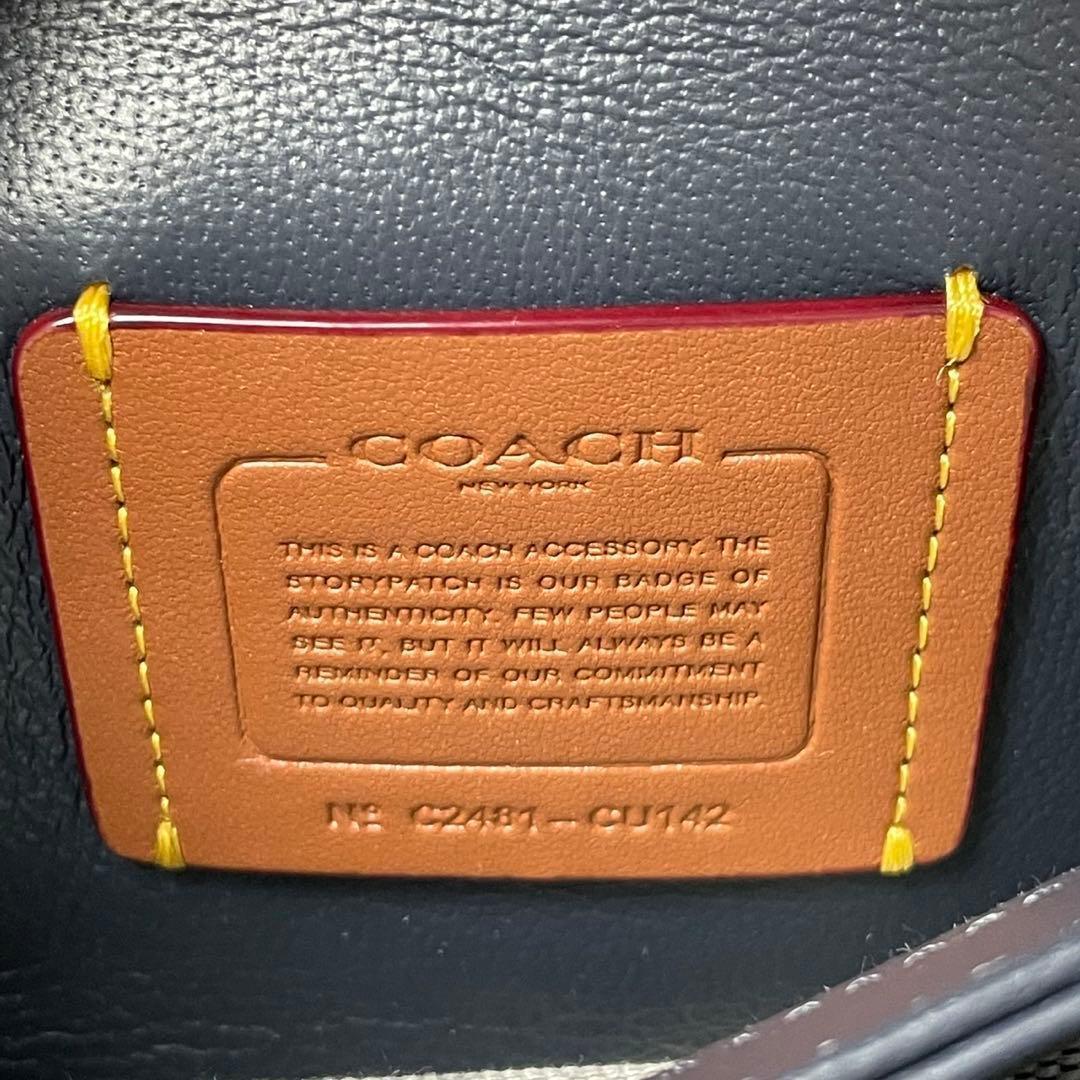 COACH
NEW YORK
THIS IS A COACH ACCESSORY. THE
STORYPATCH IS OUR BADGE OF
AUTHENTICITY. FEW PEOPLE MAY
SEE IT, BUT IT WILL ALWAYS BE A
REMINDER OF OUR COMMITMENT
TO QUALITY AND CRAFTSMANSHIP.
Nº C2481-CU142